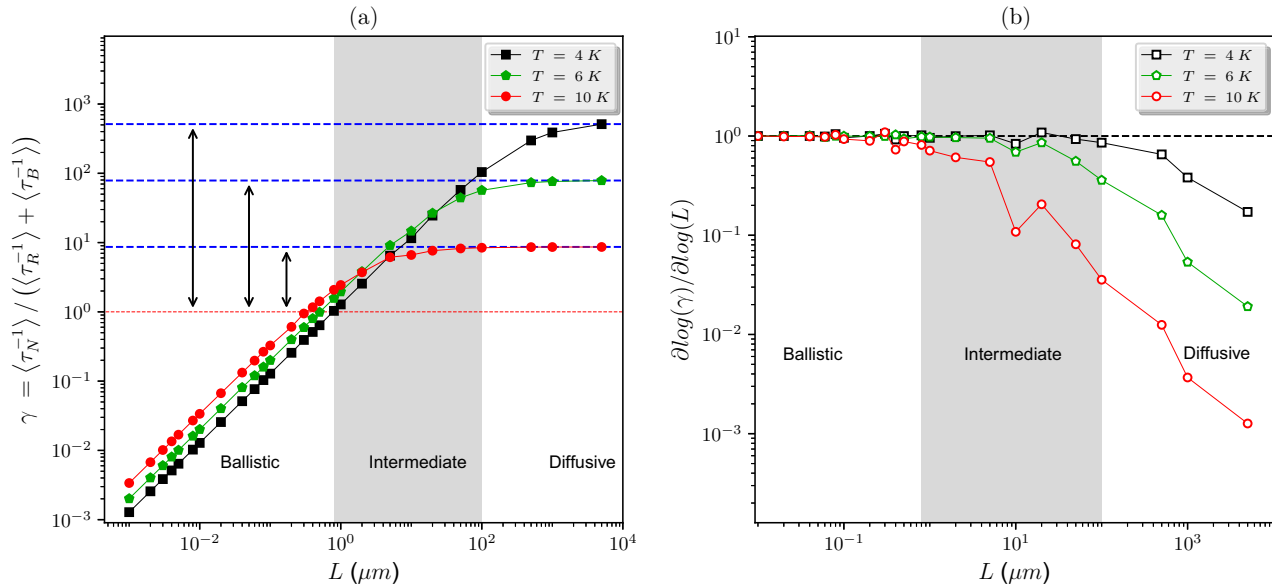 (a)
(b)
T = 4 K
T = 6 K
T = 10 K
T = 4 K
T = 6 K
T = 10 K
γ = ⟨τ_N^{-1}⟩ / (⟨τ_R^{-1}⟩ + ⟨τ_B^{-1}⟩)
10^3
10^2
10^1
10^0
10^{-1}
10^{-2}
10^{-3}
Ballistic
Intermediate
Diffusive
10^{-2}
10^0
10^2
10^4
L (μm)
∂log(γ)/∂log(L)
10^1
10^0
10^{-1}
10^{-2}
10^{-3}
Ballistic
Intermediate
Diffusive
10^{-1}
10^1
10^3
L (μm)